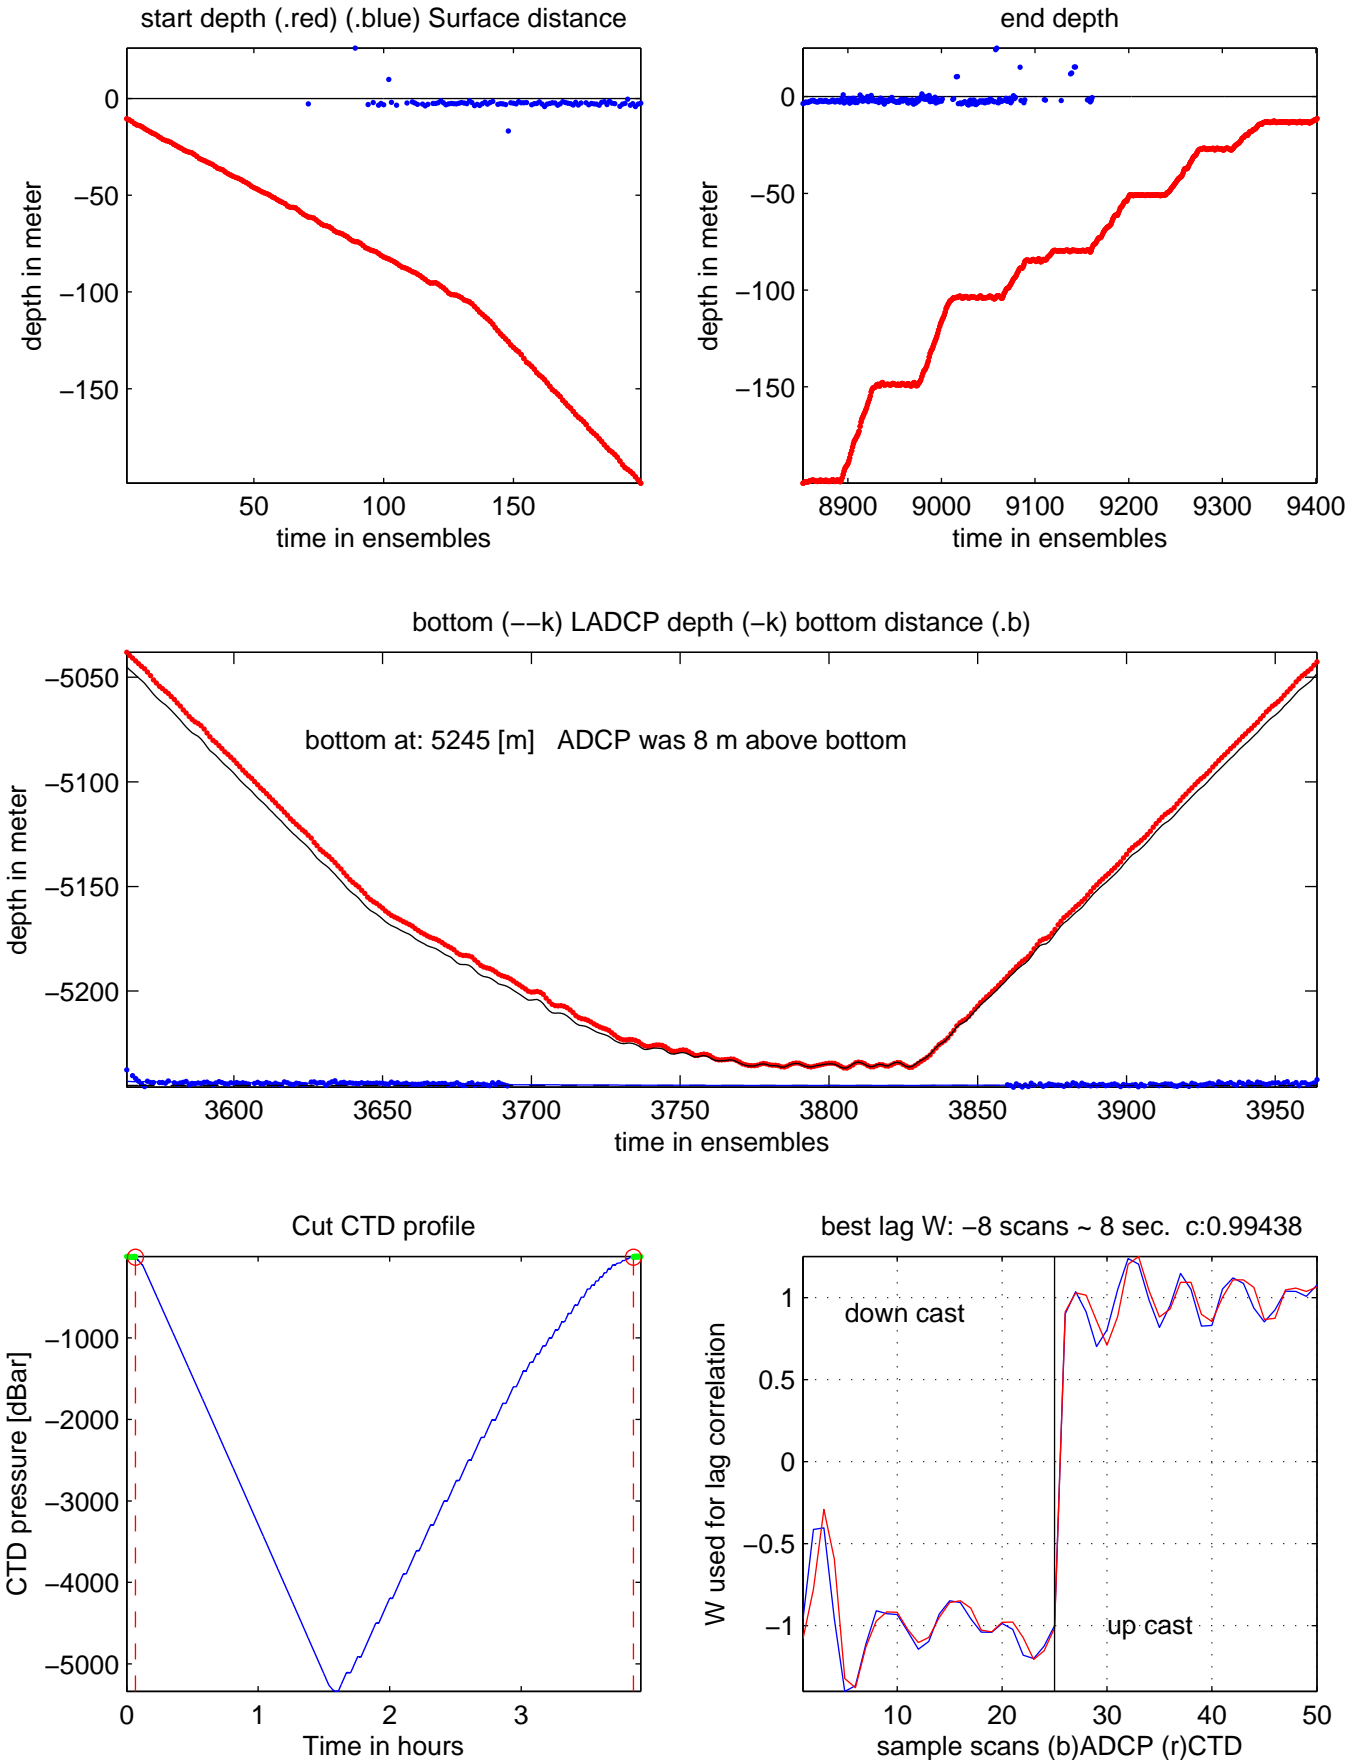 start depth (.red) (.blue) Surface distance
0
−50
−100
−150
depth in meter
50
100
150
time in ensembles
end depth
0
−50
−100
−150
depth in meter
8900
9000
9100
9200
9300
9400
time in ensembles
bottom (−−k) LADCP depth (−k) bottom distance (.b)
−5050
−5100
−5150
−5200
depth in meter
bottom at: 5245 [m] ADCP was 8 m above bottom
3600
3650
3700
3750
3800
3850
3900
3950
time in ensembles
Cut CTD profile
−1000
−2000
−3000
−4000
−5000
CTD pressure [dBar]
0
1
2
3
Time in hours
best lag W: −8 scans ~ 8 sec. c:0.99438
1
0.5
0
−0.5
−1
W used for lag correlation
down cast
up cast
10
20
30
40
50
sample scans (b)ADCP (r)CTD